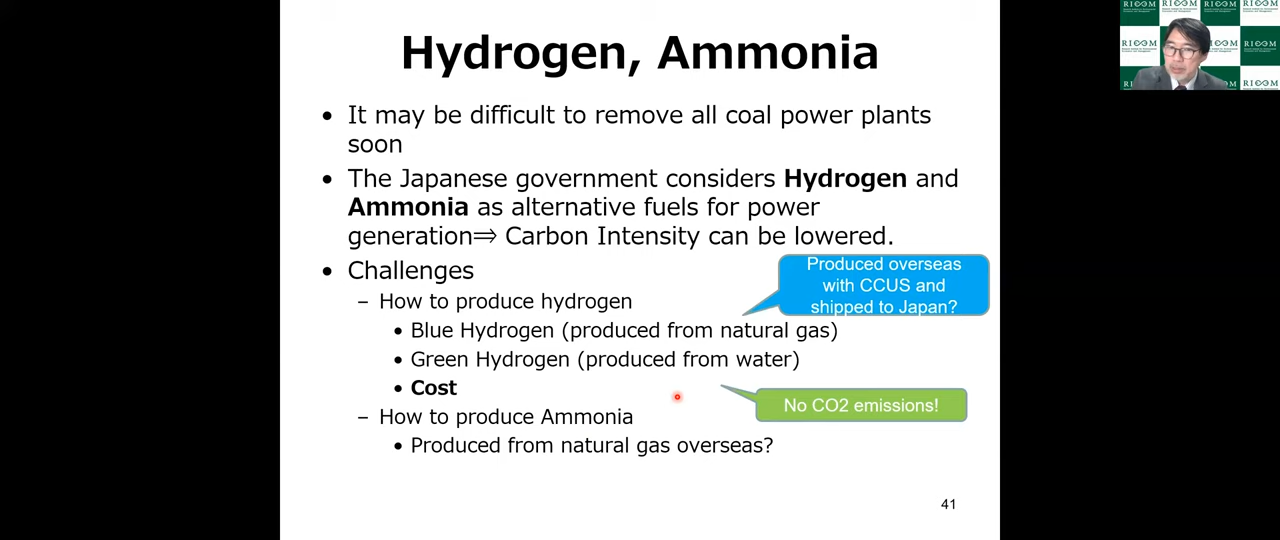 Hydrogen, Ammonia
• It may be difficult to remove all coal power plants
soon
• The Japanese government considers Hydrogen and
Ammonia as alternative fuels for power
generation⇒ Carbon Intensity can be lowered.
• Challenges
– How to produce hydrogen
• Blue Hydrogen (produced from natural gas)
• Green Hydrogen (produced from water)
• Cost
– How to produce Ammonia
• Produced from natural gas overseas?
Produced overseas
with CCUS and
shipped to Japan?
No CO2 emissions!
41